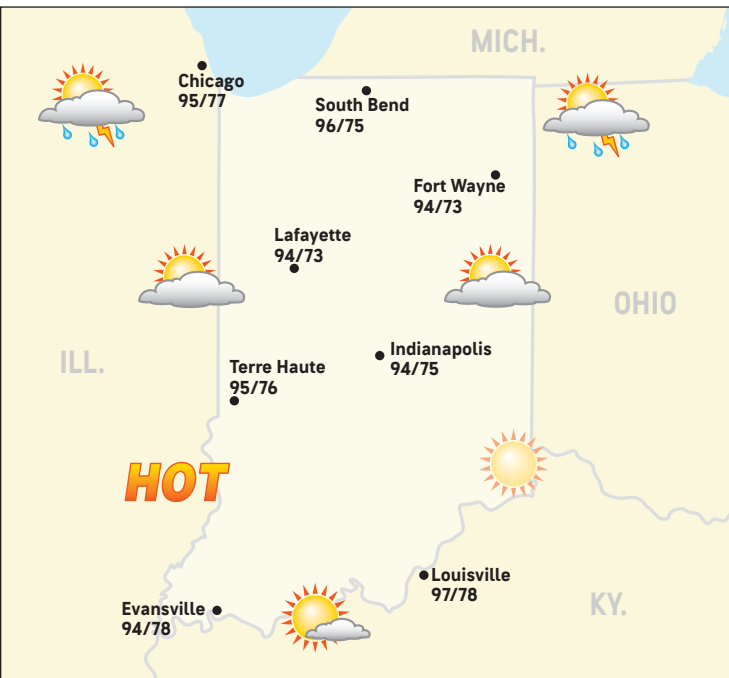 MICH.
Chicago
95/77
South Bend
96/75
Fort Wayne
94/73
Lafayette
94/73
OHIO
Indianapolis
94/75
ILL.
Terre Haute
95/76
HOT
Louisville
97/78
KY.
Evansville
94/78